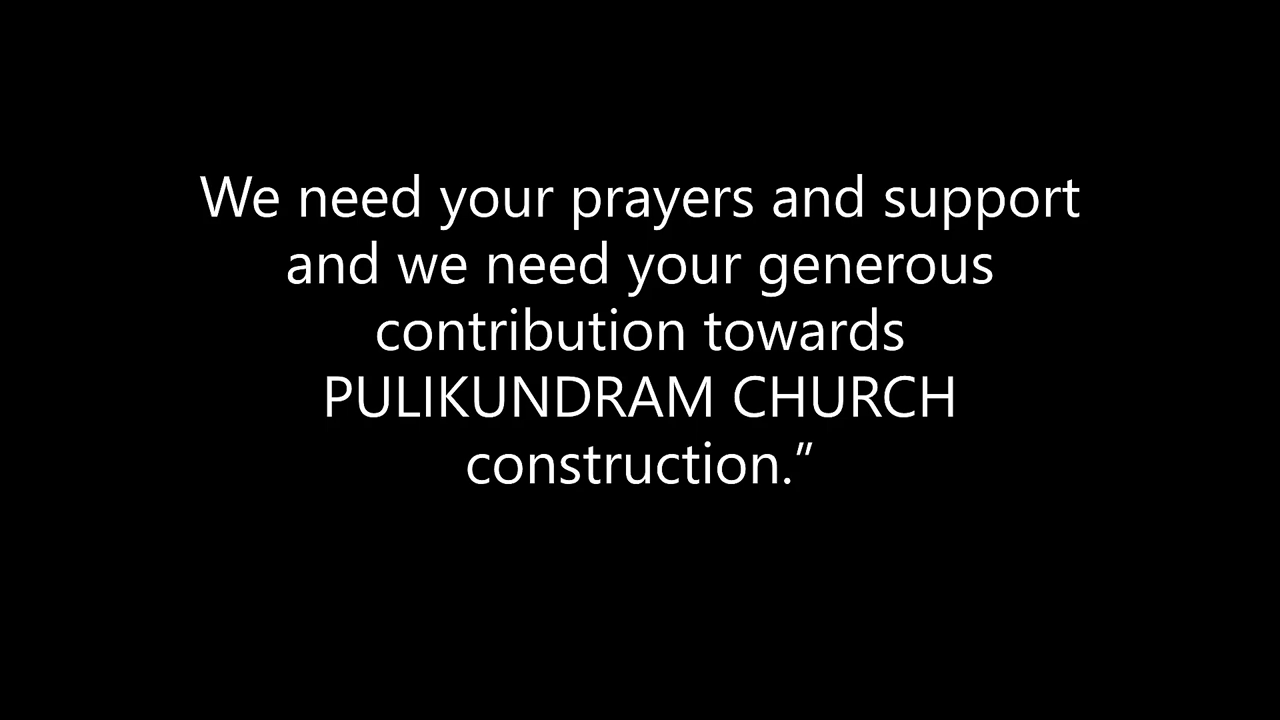 We need your prayers and support
and we need your generous
contribution towards
PULIKUNDRAM CHURCH
construction.”